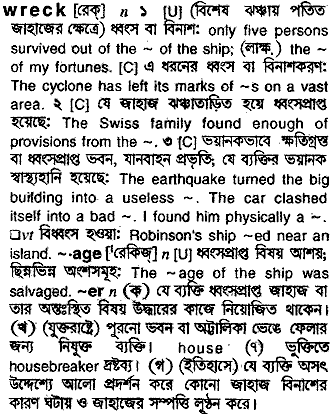 wreck [রেক্] n ১ [U] (বিশেষ ঝঞ্ঝায় পতিত
জাহাজের ক্ষেত্রে) ধ্বংস বা বিনাশ: only five persons
survived out of the ~ of the ship; (লাক্ষ.) the ~
of my fortunes. [C] এ ধরনের ধ্বংস বা বিনাশকরণ:
The cyclone has left its marks of ~s on a vast
area. ২ [C] যে জাহাজ ঝঞ্ঝাতাড়িত হয়ে ধ্বংসপ্রাপ্ত
হয়েছে: The Swiss family found enough of
provisions from the ~. ৩ [C] ভয়ানকভাবে ক্ষতিগ্রস্ত
বা ধ্বংসপ্রাপ্ত ভবন, যানবাহন প্রভৃতি; যে ব্যক্তির ভয়ানক
স্বাস্থ্যহানি হয়েছে: The earthquake turned the big
building into a useless ~. The car clashed
itself into a bad ~. I found him physically a ~.
□vt বিধ্বংস হওয়া: Robinson's ship ~ed near an
island. ~·age [ˈরেকিজ্] n [U] ধ্বংসপ্রাপ্ত বিষয় আশয়;
ছিন্নভিন্ন অংশসমূহ: The ~age of the ship was
salvaged. ~·er n (ক) যে ব্যক্তি ধ্বংসপ্রাপ্ত জাহাজ বা
তার অন্তঃস্থিত বিষয় উদ্ধারের কাজে নিয়োজিত থাকেন।
(খ) (যুক্তরাষ্ট্রে) পুরনো ভবন বা অট্টালিকা ভেঙে ফেলার
জন্য নিযুক্ত ব্যক্তি। house (৭) ভুক্তিতে
housebreaker দ্রষ্টব্য। (গ) (ইতিহাসে) যে ব্যক্তি অসৎ
উদ্দেশ্যে আলো প্রদর্শন করে কোনো জাহাজ বিনাশের
কারণ ঘটায় ও জাহাজের সম্পত্তি লুণ্ঠন করে।